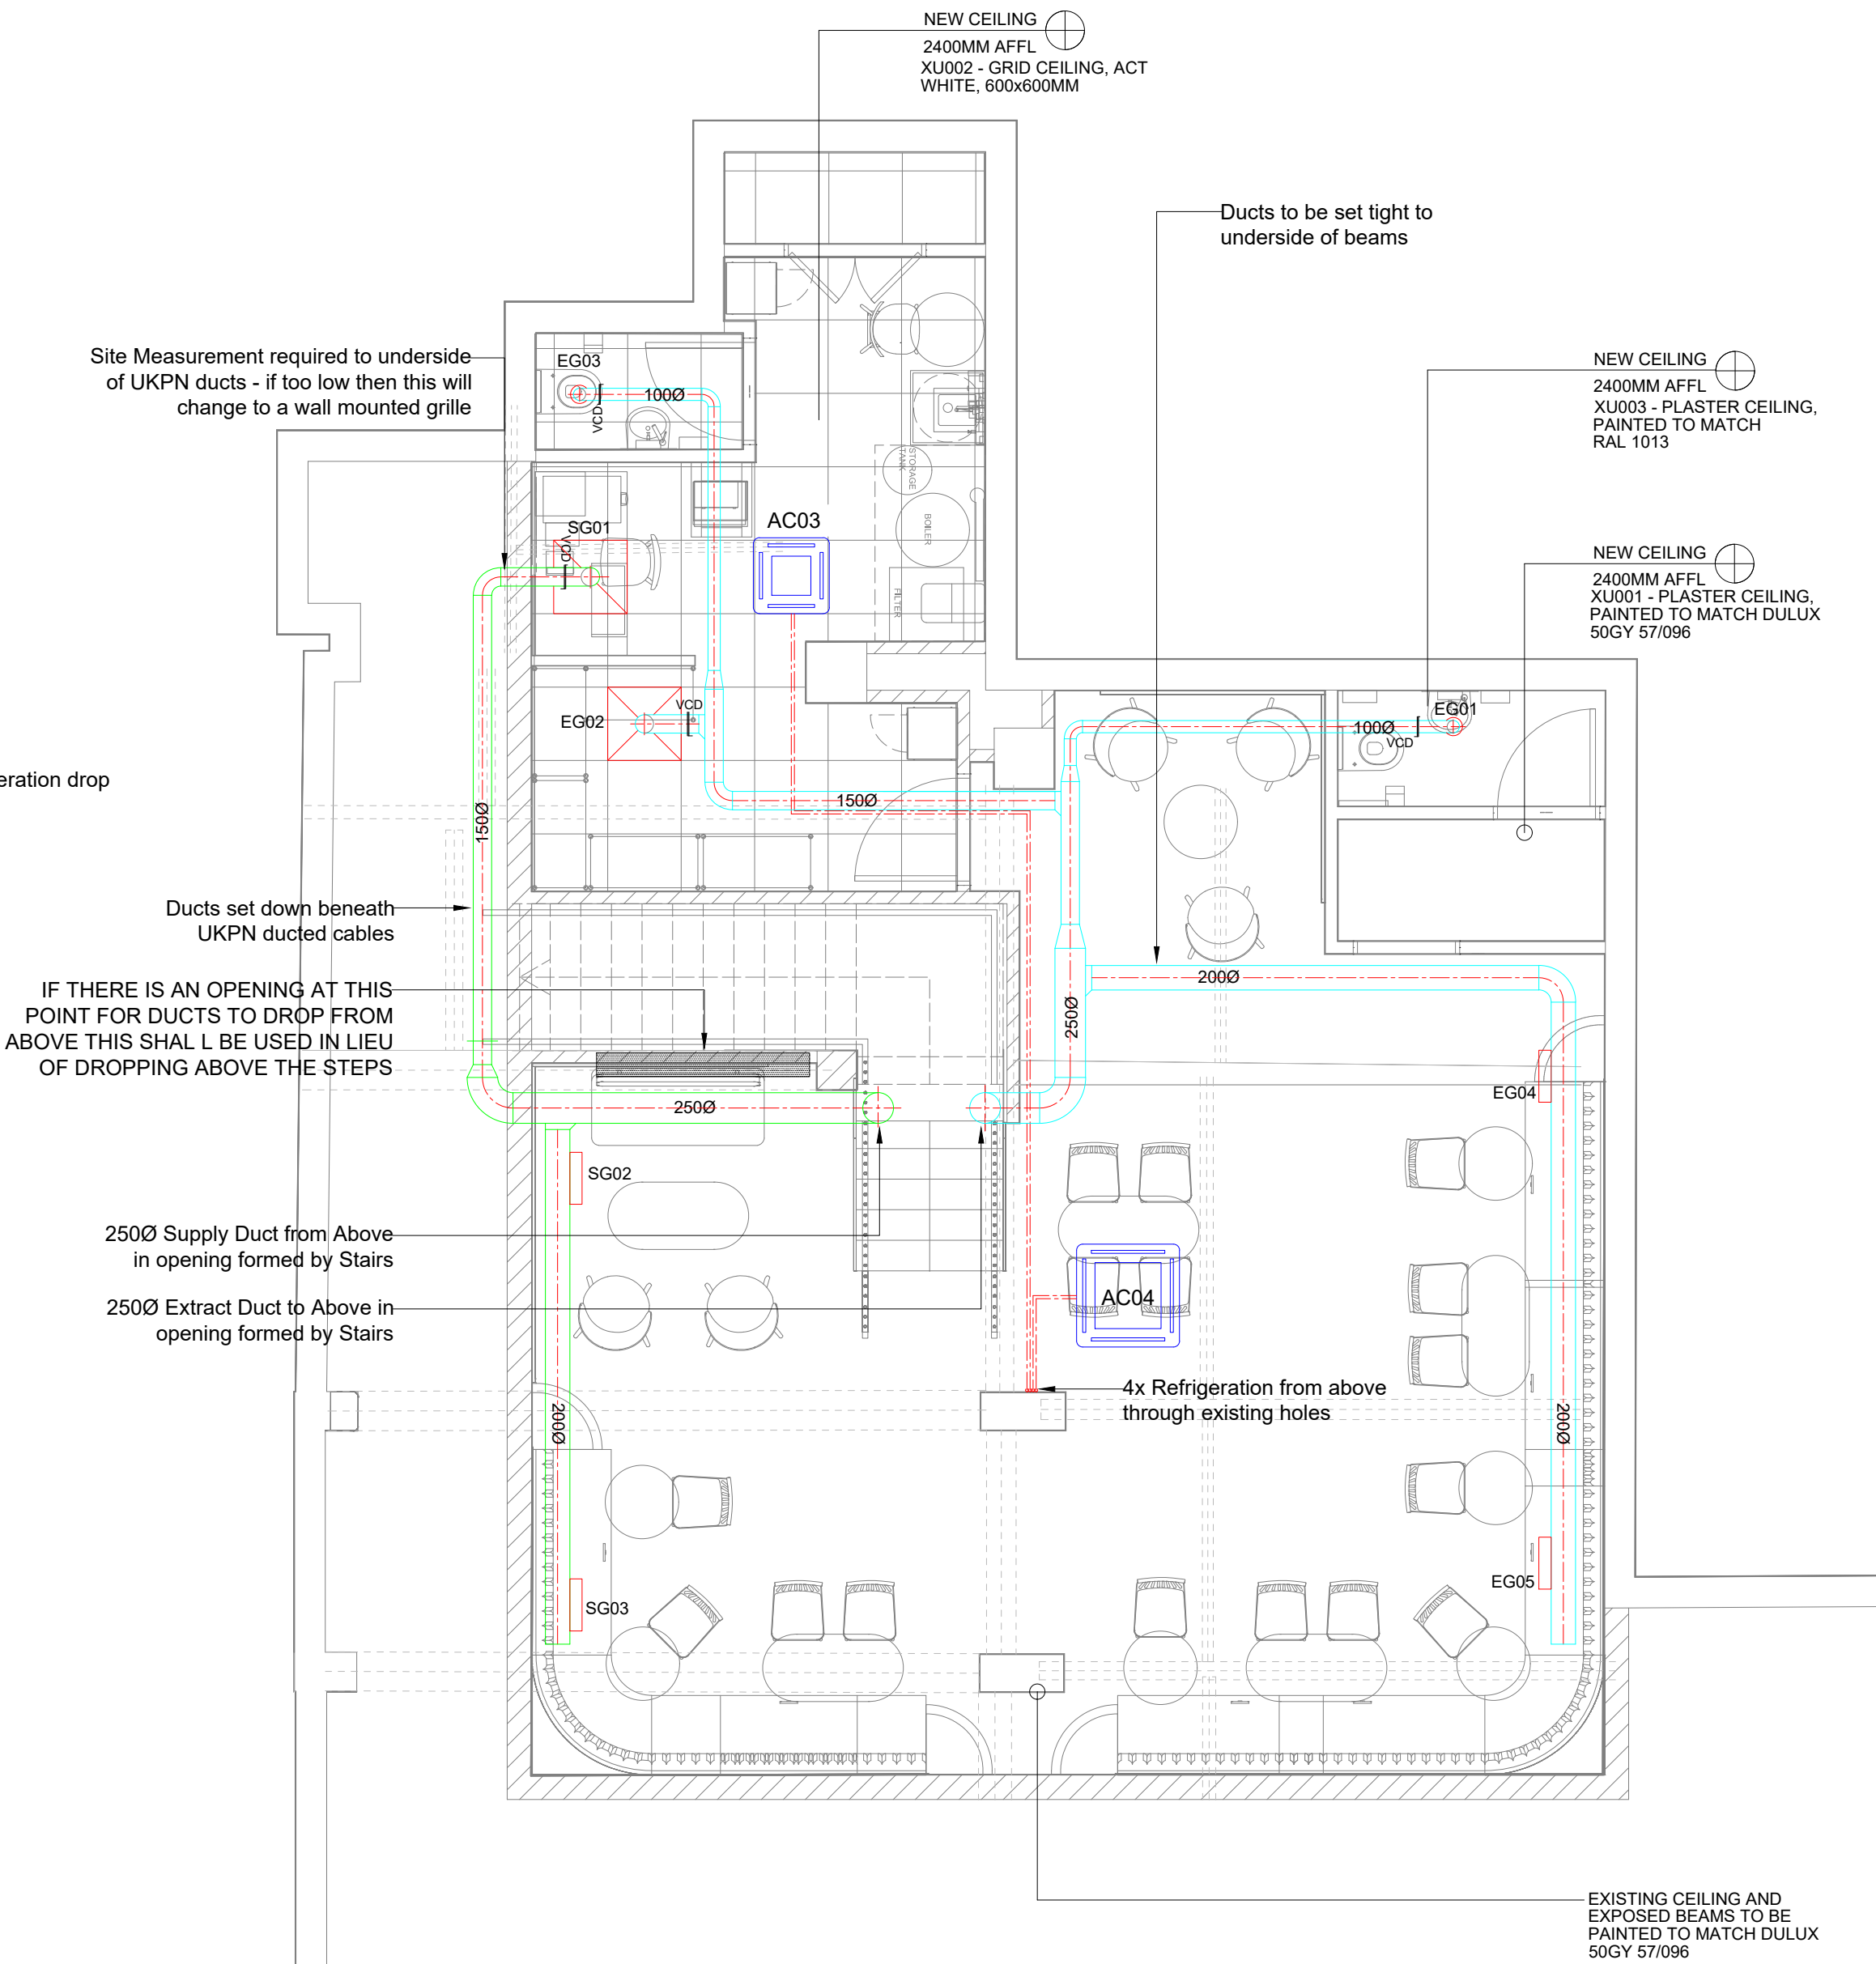 NEW CEILING
2400MM AFFL
XU002 - GRID CEILING, ACT
WHITE, 600x600MM
Ducts to be set tight to
underside of beams
Site Measurement required to underside
of UKPN ducts - if too low then this will
change to a wall mounted grille
NEW CEILING
2400MM AFFL
XU003 - PLASTER CEILING,
PAINTED TO MATCH
RAL 1013
EG03
100Ø
VCD
STORAGE
TANK
BOILER
FILTER
SG01
VCD
AC03
NEW CEILING
2400MM AFFL
XU001 - PLASTER CEILING,
PAINTED TO MATCH DULUX
50GY 57/096
EG02
VCD
EG01
100Ø
VCD
eration drop
150Ø
150Ø
Ducts set down beneath
UKPN ducted cables
200Ø
250Ø
IF THERE IS AN OPENING AT THIS
POINT FOR DUCTS TO DROP FROM
ABOVE THIS SHAL L BE USED IN LIEU
OF DROPPING ABOVE THE STEPS
250Ø
EG04
SG02
250Ø Supply Duct from Above
in opening formed by Stairs
250Ø Extract Duct to Above in
opening formed by Stairs
AC04
4x Refrigeration from above
through existing holes
200Ø
200Ø
SG03
EG05
EXISTING CEILING AND
EXPOSED BEAMS TO BE
PAINTED TO MATCH DULUX
50GY 57/096